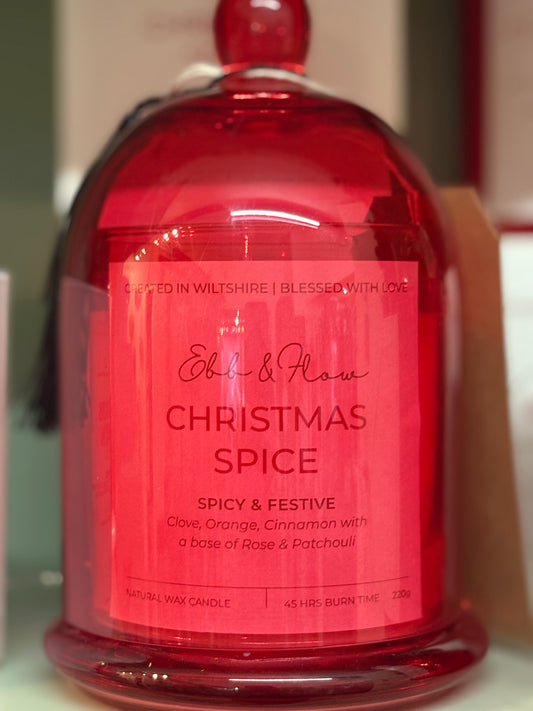 CREATED IN WILTSHIRE | BLESSED WITH LOVE
Ebb & Flow
CHRISTMAS
SPICE
SPICY & FESTIVE
Clove, Orange, Cinnamon with
a base of Rose & Patchouli
NATURAL WAX CANDLE | 45 HRS BURN TIME 220g